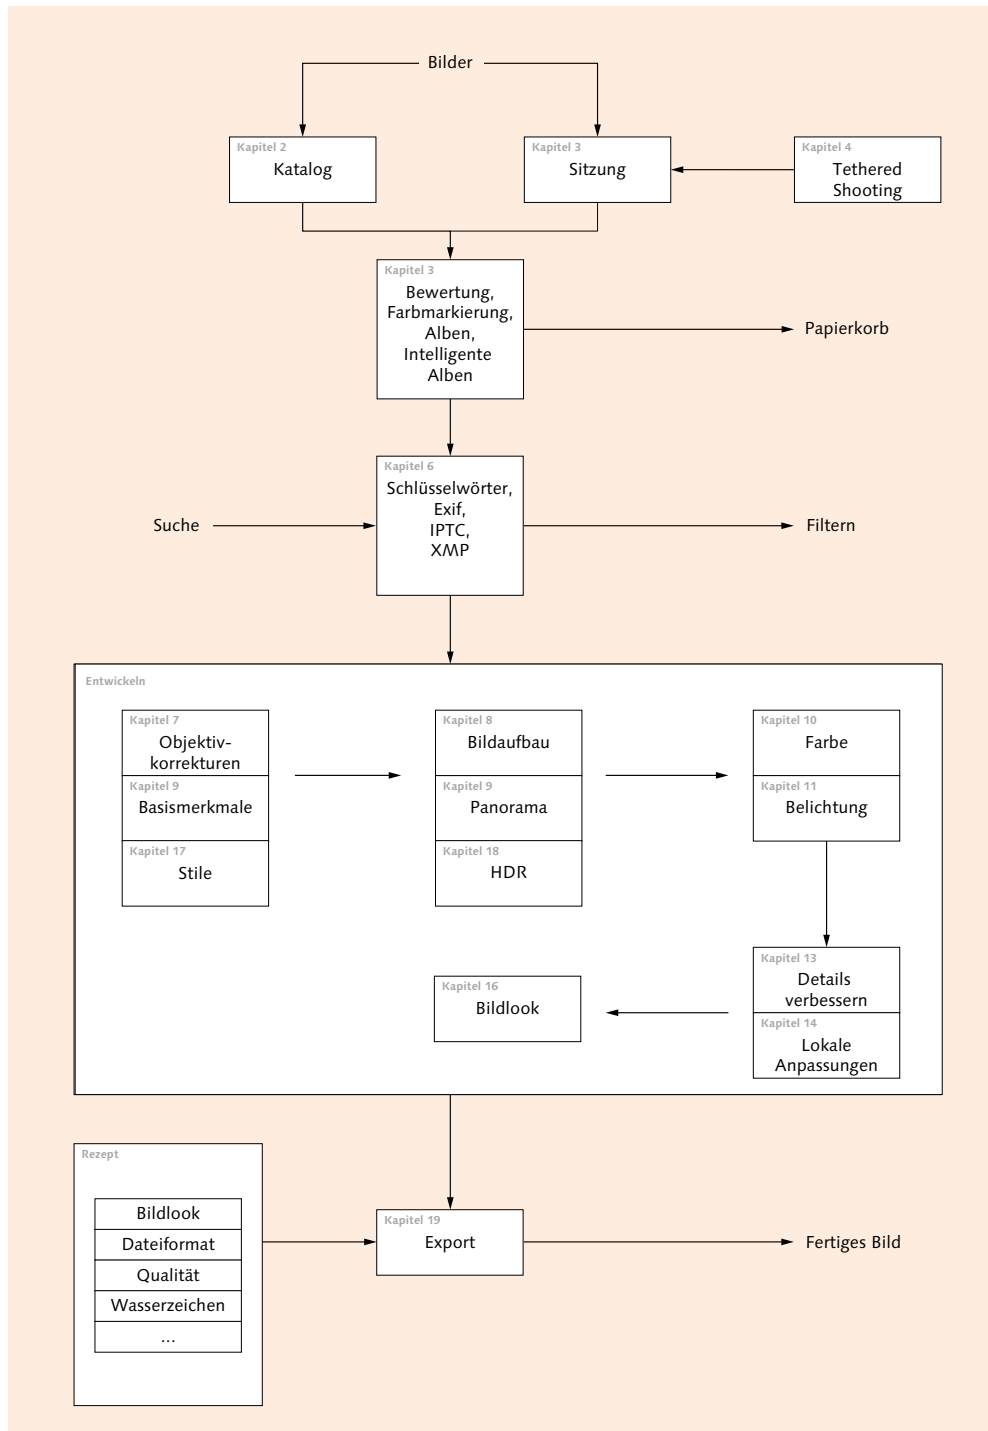 Bilder
Kapitel 2
Katalog
Kapitel 3
Sitzung
Kapitel 4
Tethered
Shooting
Kapitel 3
Bewertung,
Farbmarkierung,
Alben,
Intelligente
Alben
Papierkorb
Kapitel 6
Schlüsselwörter,
Exif,
IPTC,
XMP
Suche
Filtern
Entwickeln
Kapitel 7
Objektiv-
korrekturen
Kapitel 9
Basismerkmale
Kapitel 17
Stile
Kapitel 8
Bildaufbau
Kapitel 9
Panorama
Kapitel 18
HDR
Kapitel 10
Farbe
Kapitel 11
Belichtung
Kapitel 13
Details
verbessern
Kapitel 14
Lokale
Anpassungen
Kapitel 16
Bildlook
Rezept
Bildlook
Dateiformat
Qualität
Wasserzeichen
...
Kapitel 19
Export
Fertiges Bild